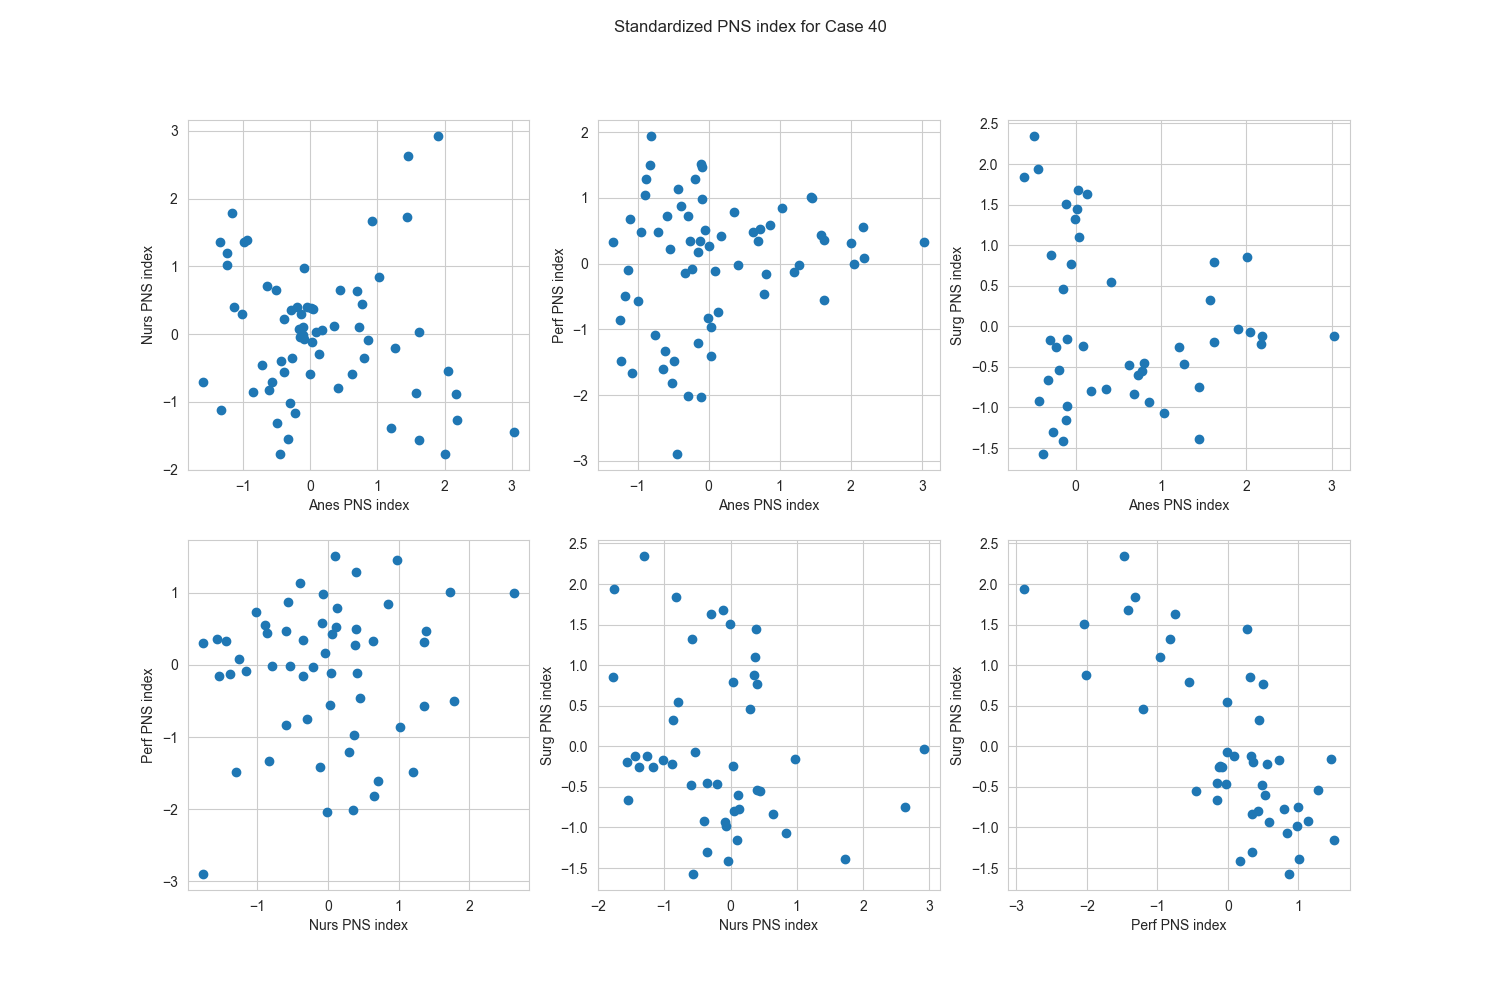 Standardized PNS index for Case 40
3
2
1
0
−1
−2
Nurs PNS index
−1 0 1 2 3
Anes PNS index
2
1
0
−1
−2
−3
Perf PNS index
−1 0 1 2 3
Anes PNS index
2.5
2.0
1.5
1.0
0.5
0.0
−0.5
−1.0
−1.5
Surg PNS index
0 1 2 3
Anes PNS index
1
0
−1
−2
−3
Perf PNS index
−1 0 1 2
Nurs PNS index
2.5
2.0
1.5
1.0
0.5
0.0
−0.5
−1.0
−1.5
Surg PNS index
−2 −1 0 1 2 3
Nurs PNS index
2.5
2.0
1.5
1.0
0.5
0.0
−0.5
−1.0
−1.5
Surg PNS index
−3 −2 −1 0 1
Perf PNS index